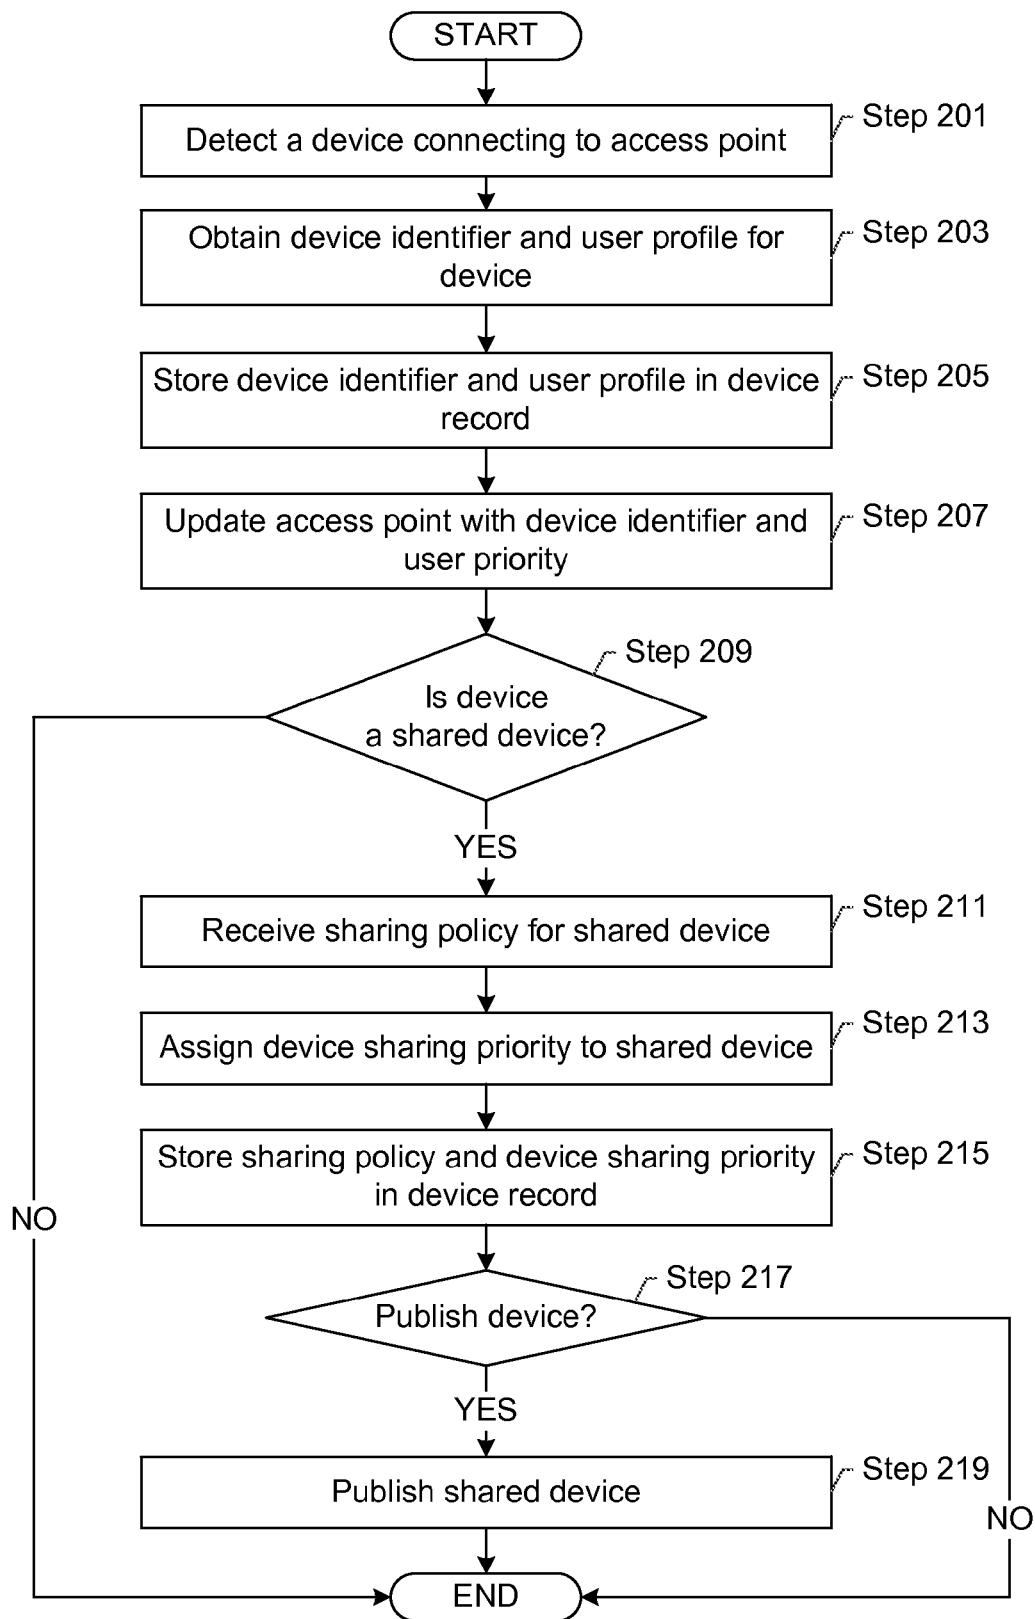 START
Detect a device connecting to access point
Step 201
Obtain device identifier and user profile for
device
Step 203
Store device identifier and user profile in device
record
Step 205
Update access point with device identifier and
user priority
Step 207
Step 209
Is device
a shared device?
YES
Receive sharing policy for shared device
Step 211
Assign device sharing priority to shared device
Step 213
Store sharing policy and device sharing priority
in device record
Step 215
NO
Step 217
Publish device?
YES
Publish shared device
Step 219
NO
END